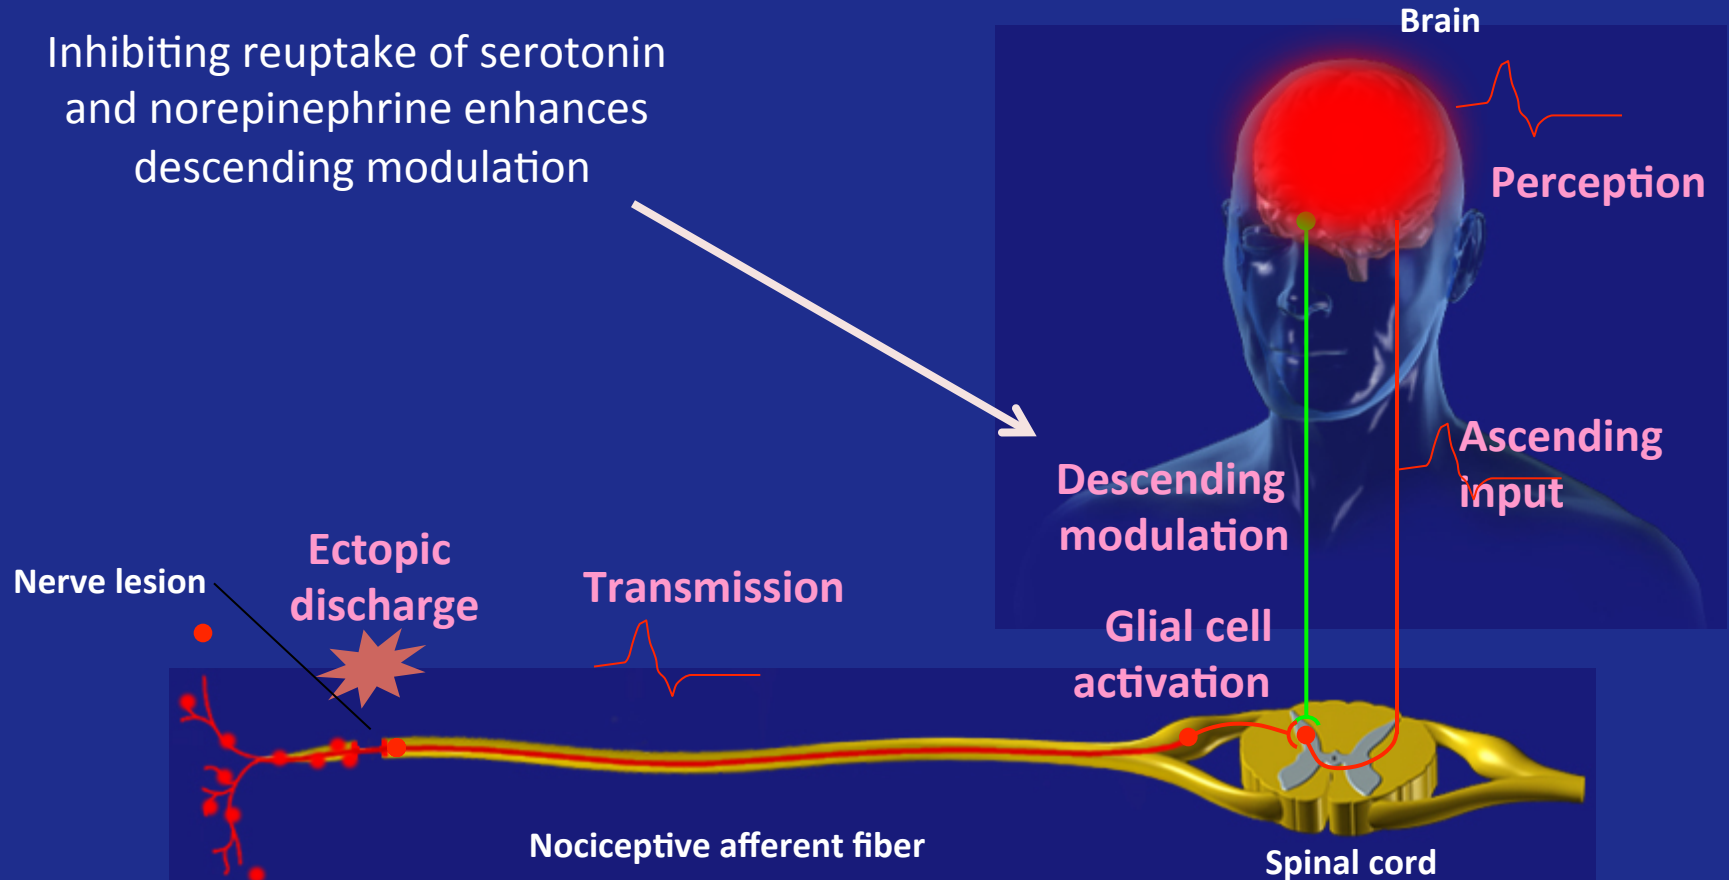 Inhibiting reuptake of serotonin
and norepinephrine enhances
descending modulation
Brain
Perception
Ascending
input
Descending
modulation
Ectopic
discharge
Nerve lesion
Transmission
Glial cell
activation
Nociceptive afferent fiber
Spinal cord